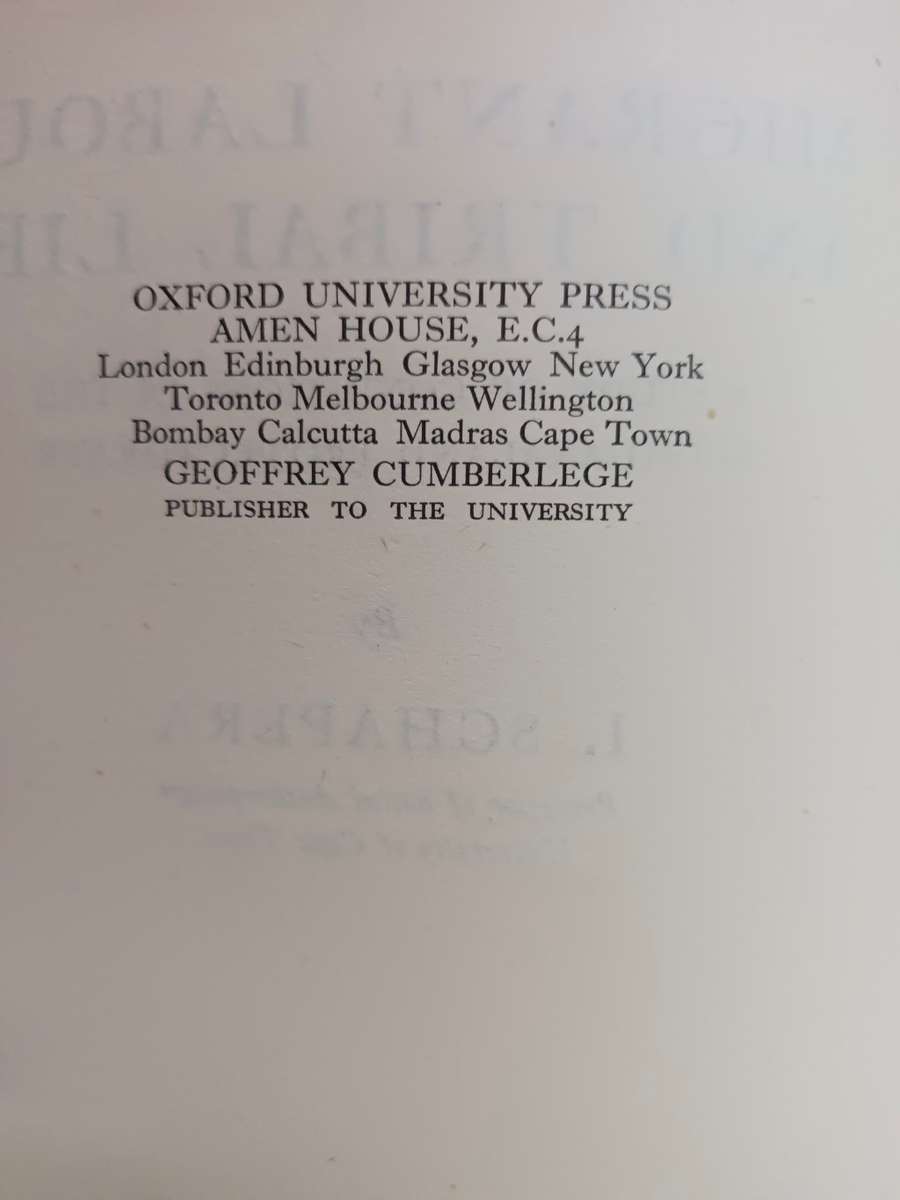 OXFORD UNIVERSITY PRESS
AMEN HOUSE, E.C.4
London Edinburgh Glasgow New York
Toronto Melbourne Wellington
Bombay Calcutta Madras Cape Town
GEOFFREY CUMBERLEGE
PUBLISHER TO THE UNIVERSITY